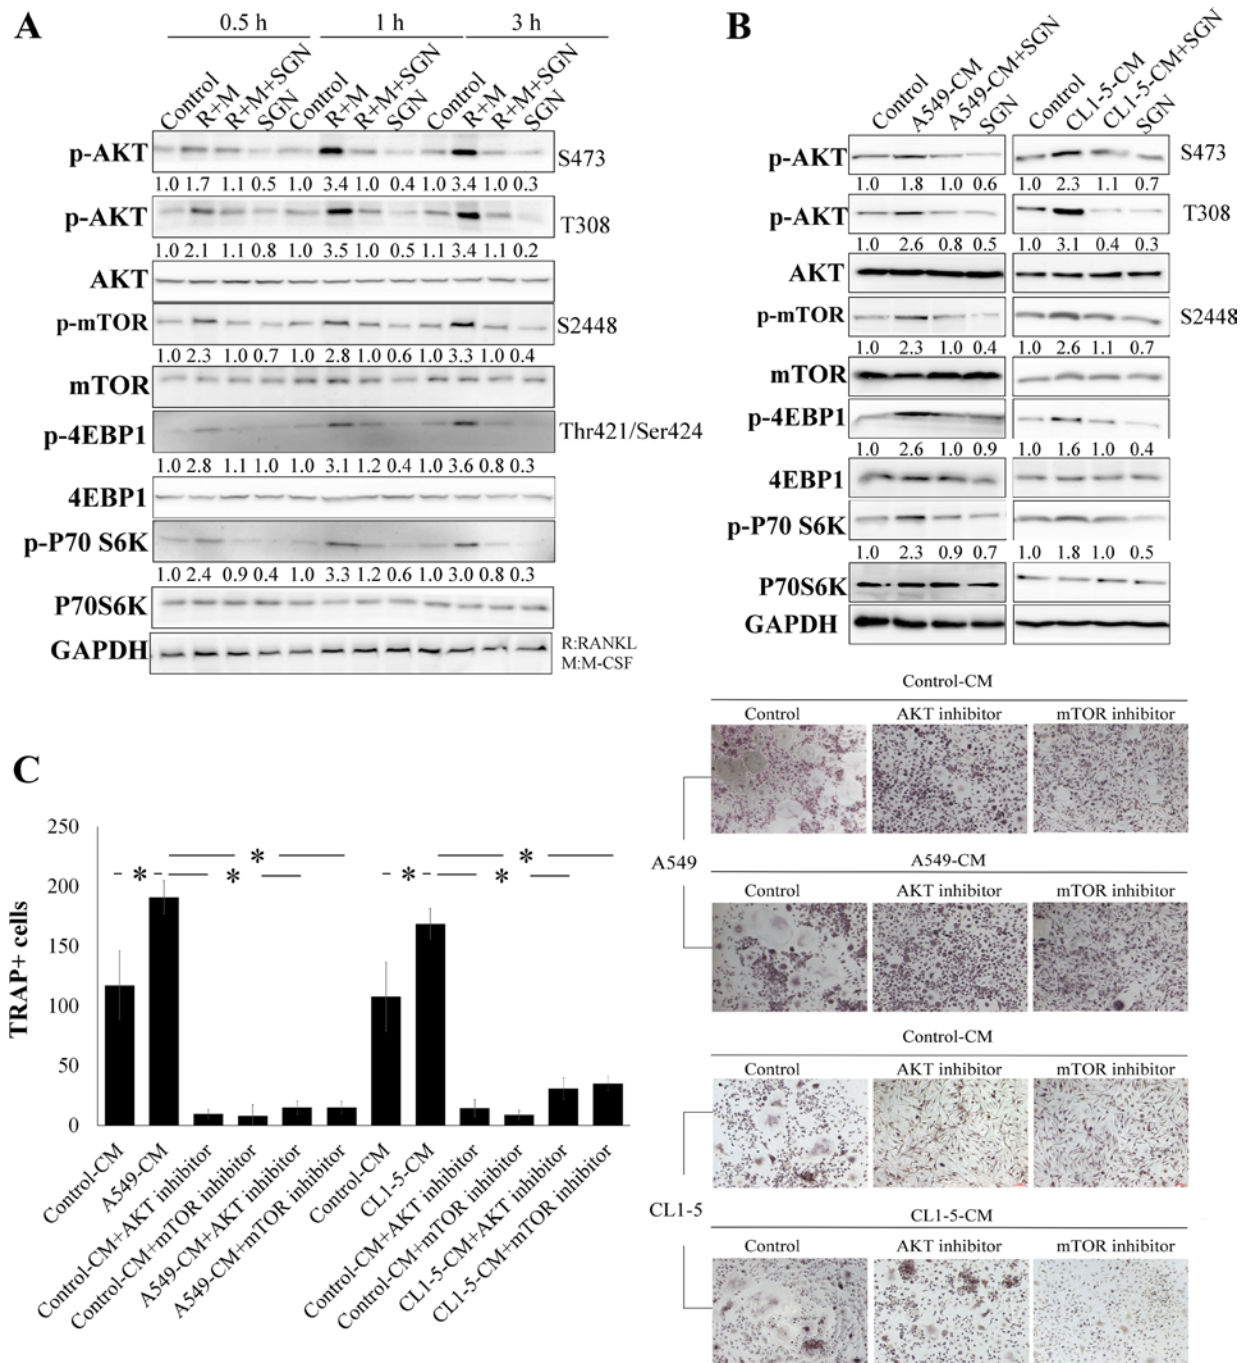 A
0.5 h 1 h 3 h
Control R+M R+M+SGN SGN Control R+M R+M+SGN SGN Control R+M R+M+SGN SGN
p-AKT S473
1.0 1.7 1.1 0.5 1.0 3.4 1.0 0.4 1.0 3.4 1.0 0.3
p-AKT T308
1.0 2.1 1.1 0.8 1.0 3.5 1.0 0.5 1.1 3.4 1.1 0.2
AKT
p-mTOR S2448
1.0 2.3 1.0 0.7 1.0 2.8 1.0 0.6 1.0 3.3 1.0 0.4
mTOR
p-4EBP1 Thr421/Ser424
1.0 2.8 1.1 1.0 1.0 3.1 1.2 0.4 1.0 3.6 0.8 0.3
4EBP1
p-P70 S6K
1.0 2.4 0.9 0.4 1.0 3.3 1.2 0.6 1.0 3.0 0.8 0.3
P70S6K
GAPDH
R:RANKL
M:M-CSF
B
Control A549-CM A549-CM+SGN SGN Control CL1-5-CM CL1-5-CM+SGN SGN
p-AKT S473
1.0 1.8 1.0 0.6 1.0 2.3 1.1 0.7
p-AKT T308
1.0 2.6 0.8 0.5 1.0 3.1 0.4 0.3
AKT
p-mTOR S2448
1.0 2.3 1.0 0.4 1.0 2.6 1.1 0.7
mTOR
p-4EBP1
1.0 2.6 1.0 0.9 1.0 1.6 1.0 0.4
4EBP1
p-P70 S6K
1.0 2.3 0.9 0.7 1.0 1.8 1.0 0.5
P70S6K
GAPDH
C
TRAP+ cells
250
200
150
100
50
0
* * * * * *
Control-CM
A549-CM
Control-CM+AKT inhibitor
Control-CM+mTOR inhibitor
A549-CM+AKT inhibitor
A549-CM+mTOR inhibitor
Control-CM
CL1-5-CM
Control-CM+AKT inhibitor
Control-CM+mTOR inhibitor
CL1-5-CM+AKT inhibitor
CL1-5-CM+mTOR inhibitor
Control-CM
Control AKT inhibitor mTOR inhibitor
A549
A549-CM
Control AKT inhibitor mTOR inhibitor
Control-CM
Control AKT inhibitor mTOR inhibitor
CL1-5
CL1-5-CM
Control AKT inhibitor mTOR inhibitor